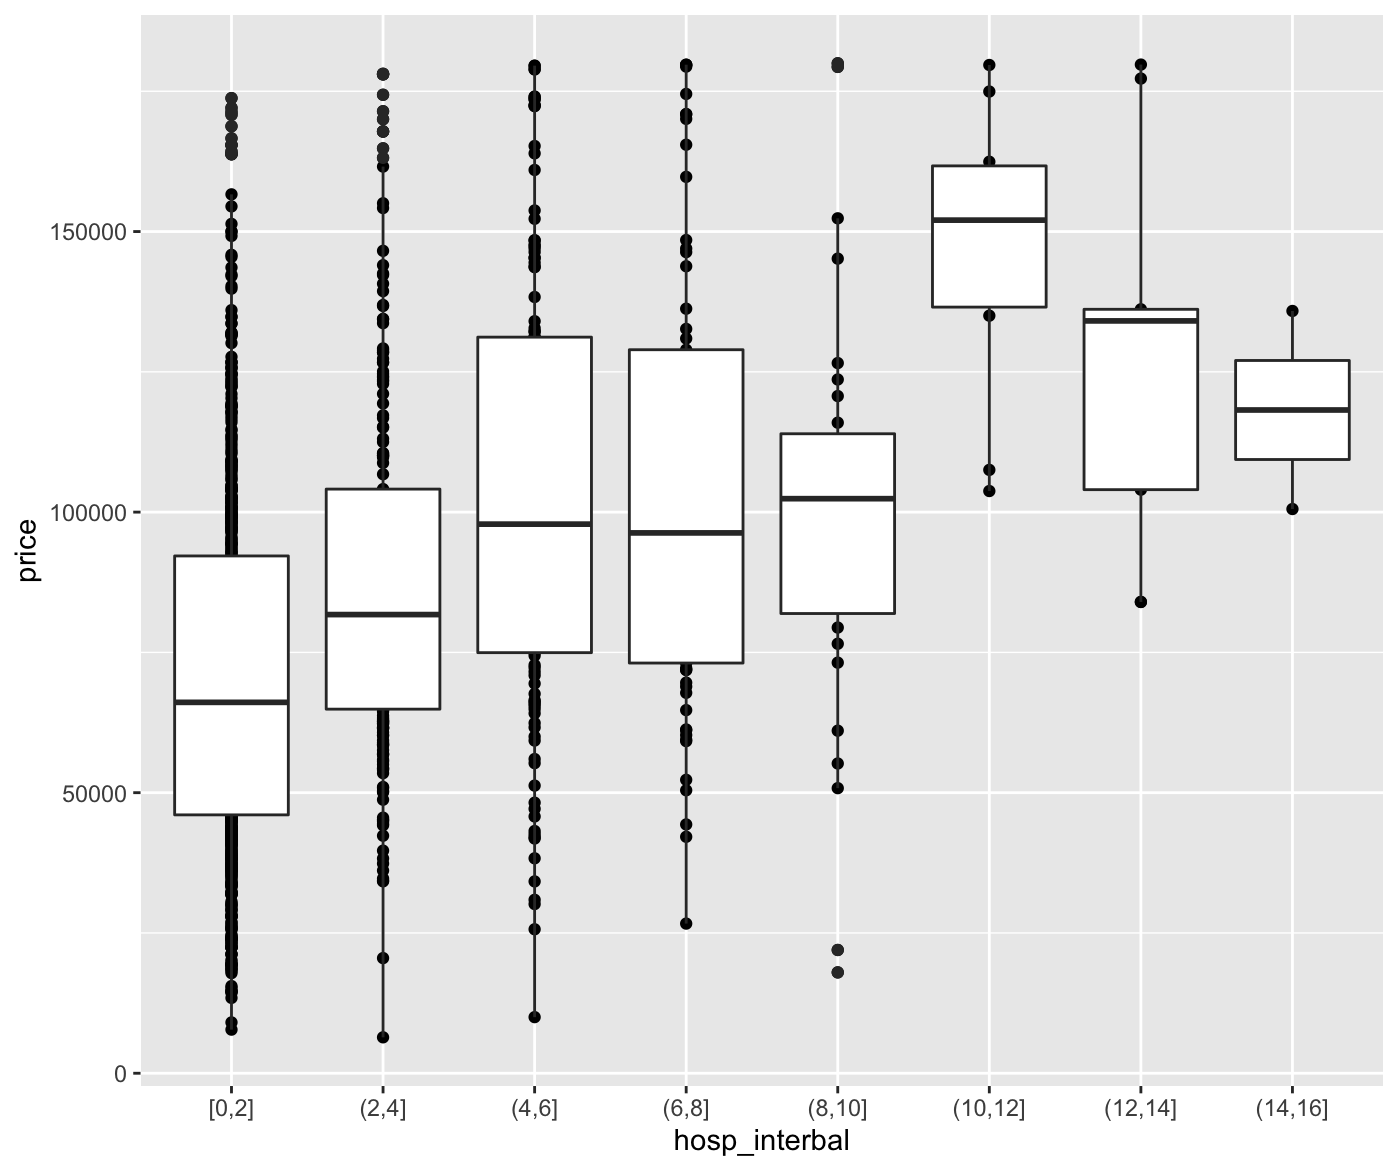 price
150000
100000
50000
0
[0,2] (2,4] (4,6] (6,8] (8,10] (10,12] (12,14] (14,16]
hosp_interbal